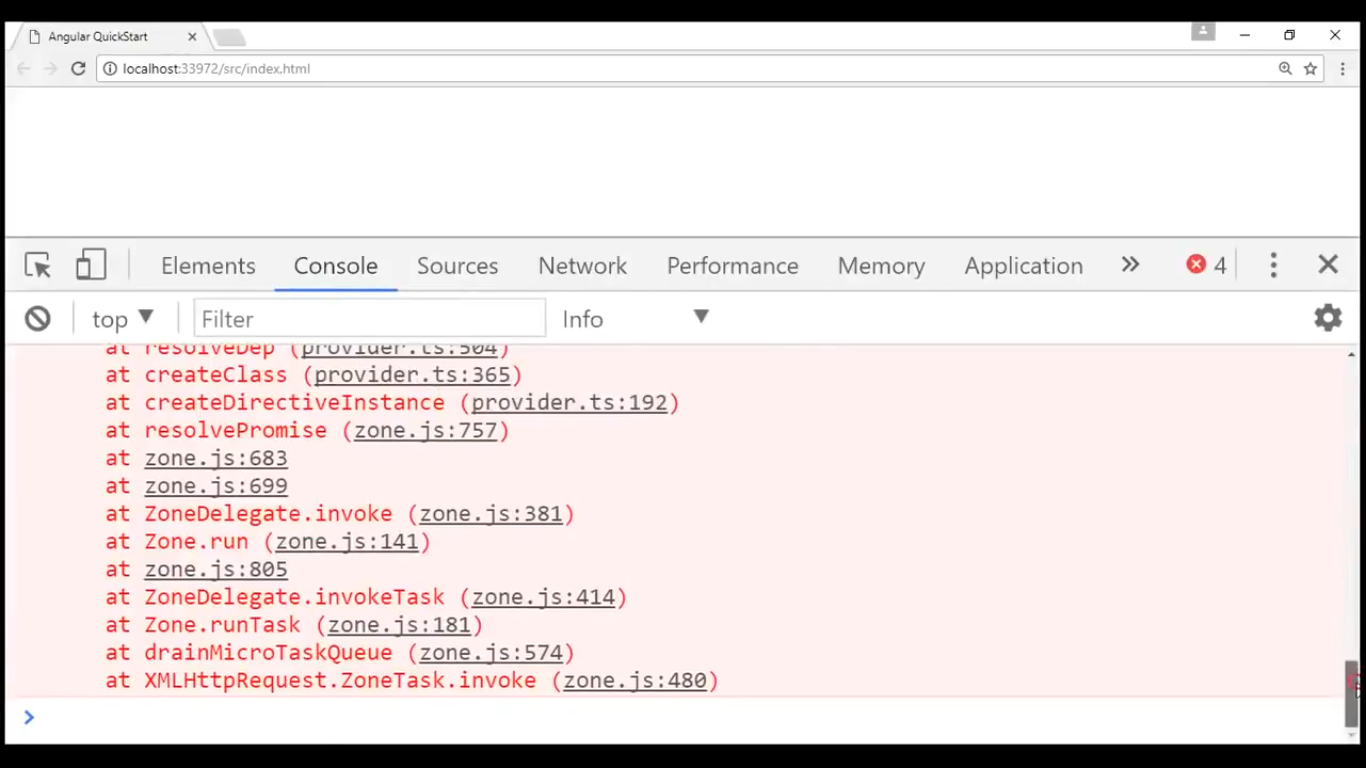 Angular QuickStart
localhost:33972/src/index.html
Elements Console Sources Network Performance Memory Application » 4
top Filter Info
at resolveDep (provider.ts:504)
at createClass (provider.ts:365)
at createDirectiveInstance (provider.ts:192)
at resolvePromise (zone.js:757)
at zone.js:683
at zone.js:699
at ZoneDelegate.invoke (zone.js:381)
at Zone.run (zone.js:141)
at zone.js:805
at ZoneDelegate.invokeTask (zone.js:414)
at Zone.runTask (zone.js:181)
at drainMicroTaskQueue (zone.js:574)
at XMLHttpRequest.ZoneTask.invoke (zone.js:480)